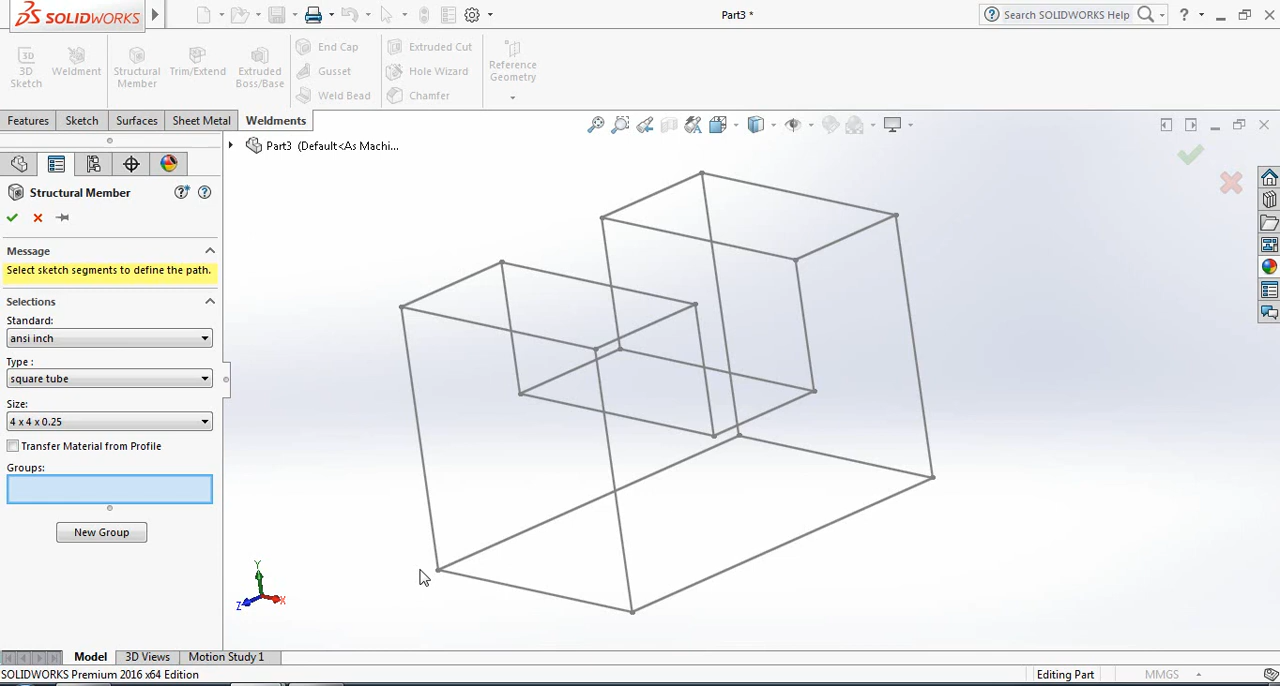 SOLIDWORKS
Part3 *
Search SOLIDWORKS Help
3D Sketch
Weldment
Structural Member
Trim/Extend
Extruded Boss/Base
End Cap
Gusset
Weld Bead
Extruded Cut
Hole Wizard
Chamfer
Reference Geometry
Features
Sketch
Surfaces
Sheet Metal
Weldments
Part3 (Default<As Machi...
Structural Member
Message
Select sketch segments to define the path.
Selections
Standard:
ansi inch
Type :
square tube
Size:
4 x 4 x 0.25
Transfer Material from Profile
Groups:
New Group
Y
Z
X
Model
3D Views
Motion Study 1
SOLIDWORKS Premium 2016 x64 Edition
Editing Part
MMGS